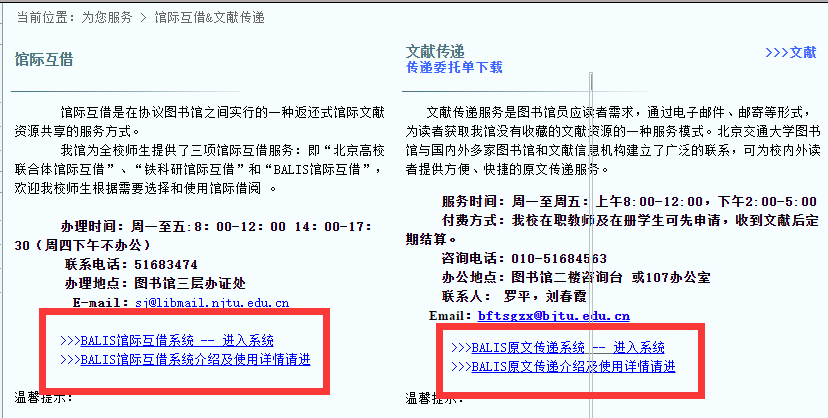 当前位置：为您服务 > 馆际互借&文献传递
馆际互借
馆际互借是在协议图书馆之间实行的一种返还式馆际文献
资源共享的服务方式。
我馆为全校师生提供了三项馆际互借服务：即“北京高校
联合体馆际互借”、“铁科研馆际互借”和“BALIS馆际互借”，
欢迎我校师生根据需要选择和使用馆际借阅 。
办理时间：周一至五:8：00-12：00 14：00-17：
30（周四下午不办公）
联系电话：51683474
办理地点：图书馆三层办证处
E-mail：sj@libmail.njtu.edu.cn
>>>BALIS馆际互借系统 -- 进入系统
>>>BALIS馆际互借系统介绍及使用详情请进
温馨提示：
文献传递
>>>文献
传递委托单下载
文献传递服务是图书馆员应读者需求，通过电子邮件、邮寄等形式，
为读者获取我馆没有收藏的文献资源的一种服务模式。北京交通大学图书
馆与国内外多家图书馆和文献信息机构建立了广泛的联系，可为校内外读
者提供方便、快捷的原文传递服务。
服务时间：周一至周五：上午8:00-12:00，下午2:00-5:00
付费方式：我校在职教师及在册学生可先申请，收到文献后定
期结算。
咨询电话：010-51684563
办公地点：图书馆二楼咨询台 或107办公室
联系人： 罗平，刘春霞
Email：bftsgzx@bjtu.edu.cn
>>>BALIS原文传递系统 -- 进入系统
>>>BALIS原文传递介绍及使用详情请进
温馨提示：